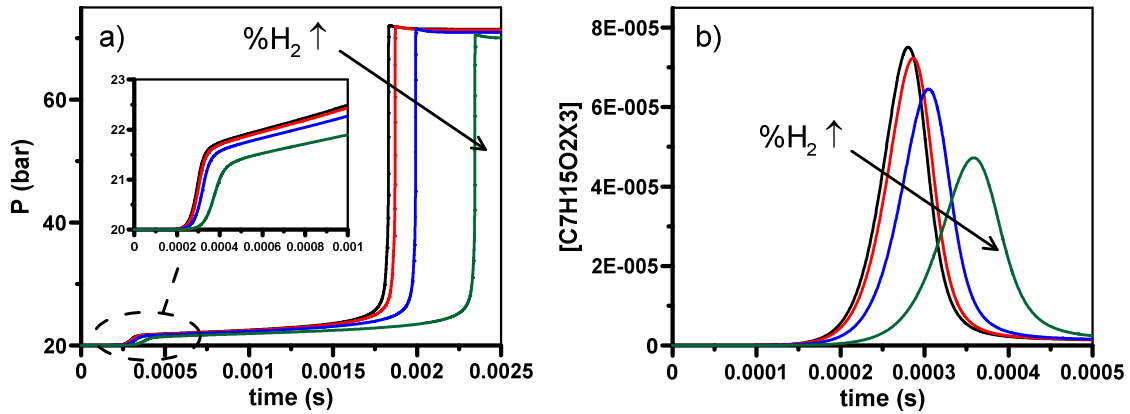 a)
%H2 ↑
P (bar)
60
40
20
23
22
21
20
0 0.0002 0.0004 0.0006 0.0008 0.001
0 0.0005 0.001 0.0015 0.002 0.0025
time (s)
b)
%H2 ↑
[C7H15O2X3]
8E-005
6E-005
4E-005
2E-005
0
0 0.0001 0.0002 0.0003 0.0004 0.0005
time (s)